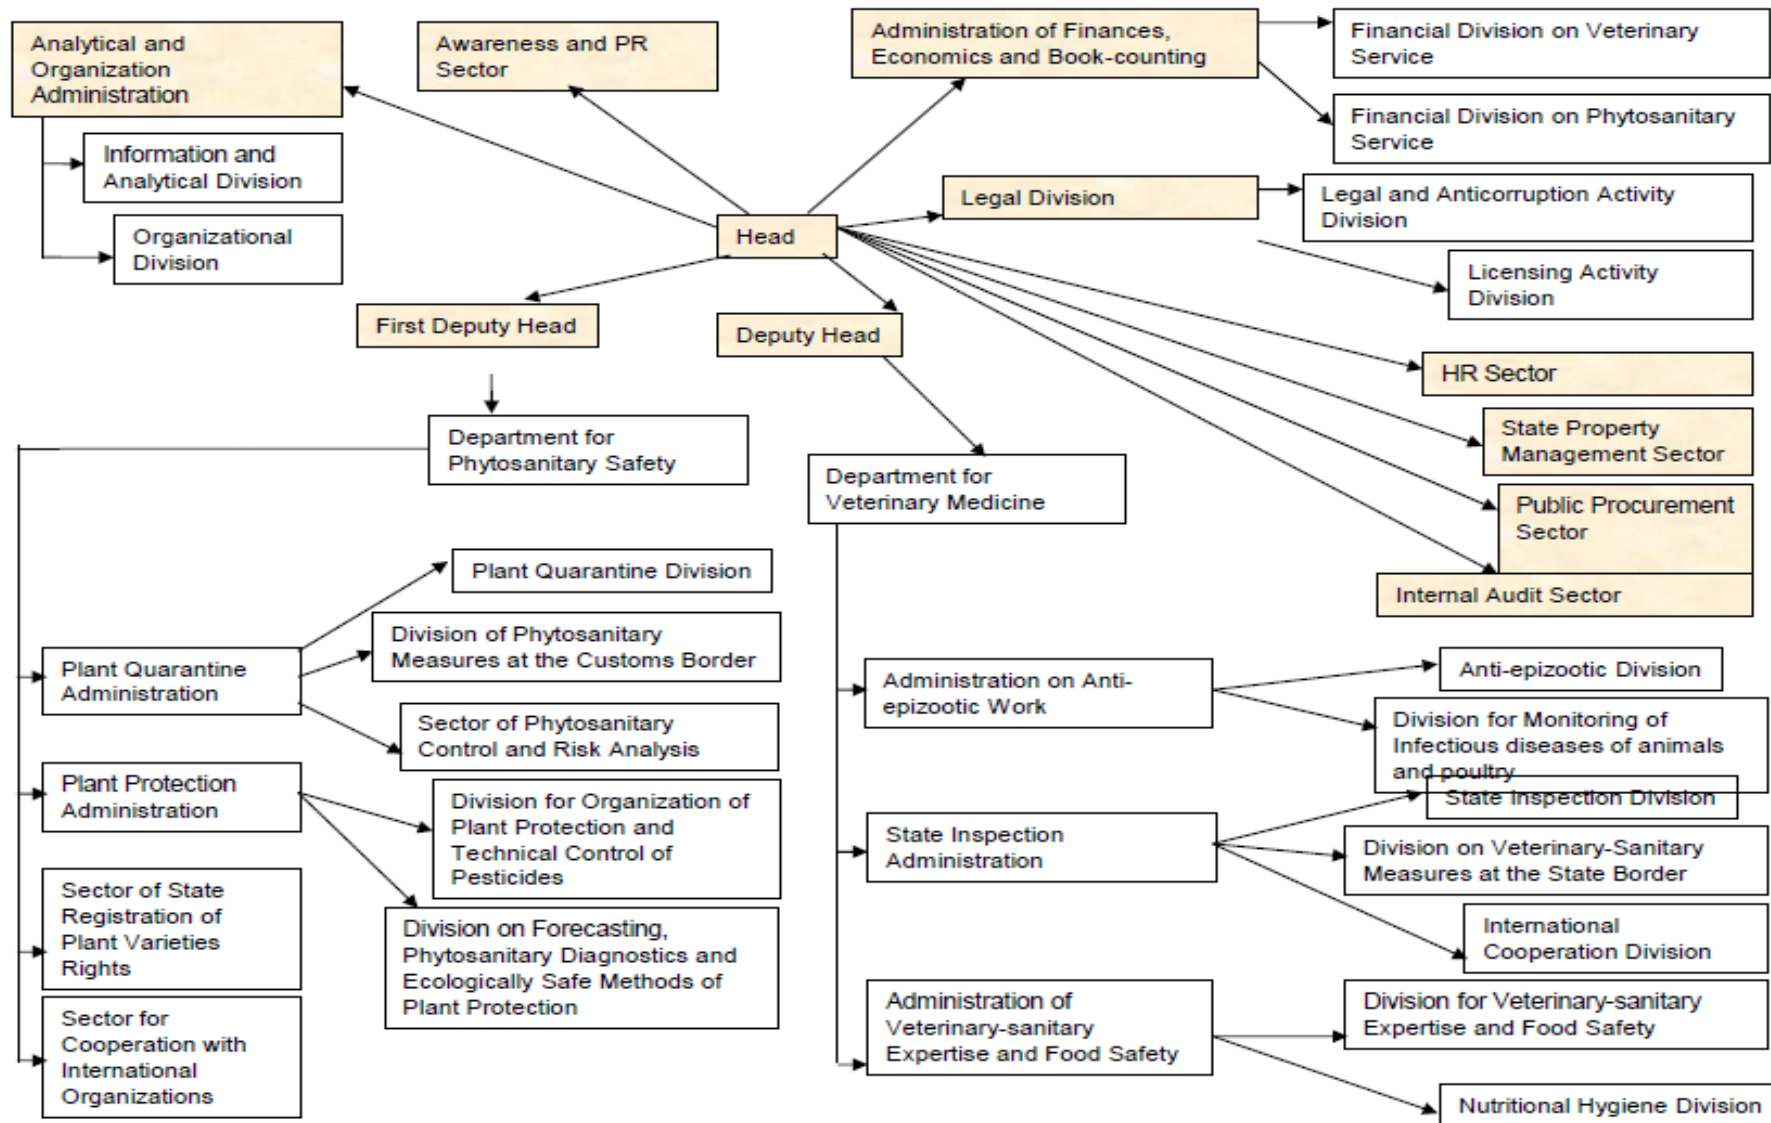 Analytical and
Organization
Administration
Awareness and PR
Sector
Administration of Finances,
Economics and Book-counting
Financial Division on Veterinary
Service
Financial Division on Phytosanitary
Service
Information and
Analytical Division
Organizational
Division
Head
Legal Division
Legal and Anticorruption Activity
Division
Licensing Activity
Division
First Deputy Head
Deputy Head
HR Sector
State Property
Management Sector
Public Procurement
Sector
Internal Audit Sector
Department for
Phytosanitary Safety
Department for
Veterinary Medicine
Plant Quarantine Division
Division of Phytosanitary
Measures at the Customs Border
Plant Quarantine
Administration
Sector of Phytosanitary
Control and Risk Analysis
Plant Protection
Administration
Division for Organization of
Plant Protection and
Technical Control of
Pesticides
Sector of State
Registration of
Plant Varieties
Rights
Division on Forecasting,
Phytosanitary Diagnostics and
Ecologically Safe Methods of
Plant Protection
Sector for
Cooperation with
International
Organizations
Administration on Anti-
epizootic Work
Anti-epizootic Division
Division for Monitoring of
Infectious diseases of animals
and poultry
State Inspection Division
State Inspection
Administration
Division on Veterinary-Sanitary
Measures at the State Border
International
Cooperation Division
Administration of
Veterinary-sanitary
Expertise and Food Safety
Division for Veterinary-sanitary
Expertise and Food Safety
Nutritional Hygiene Division